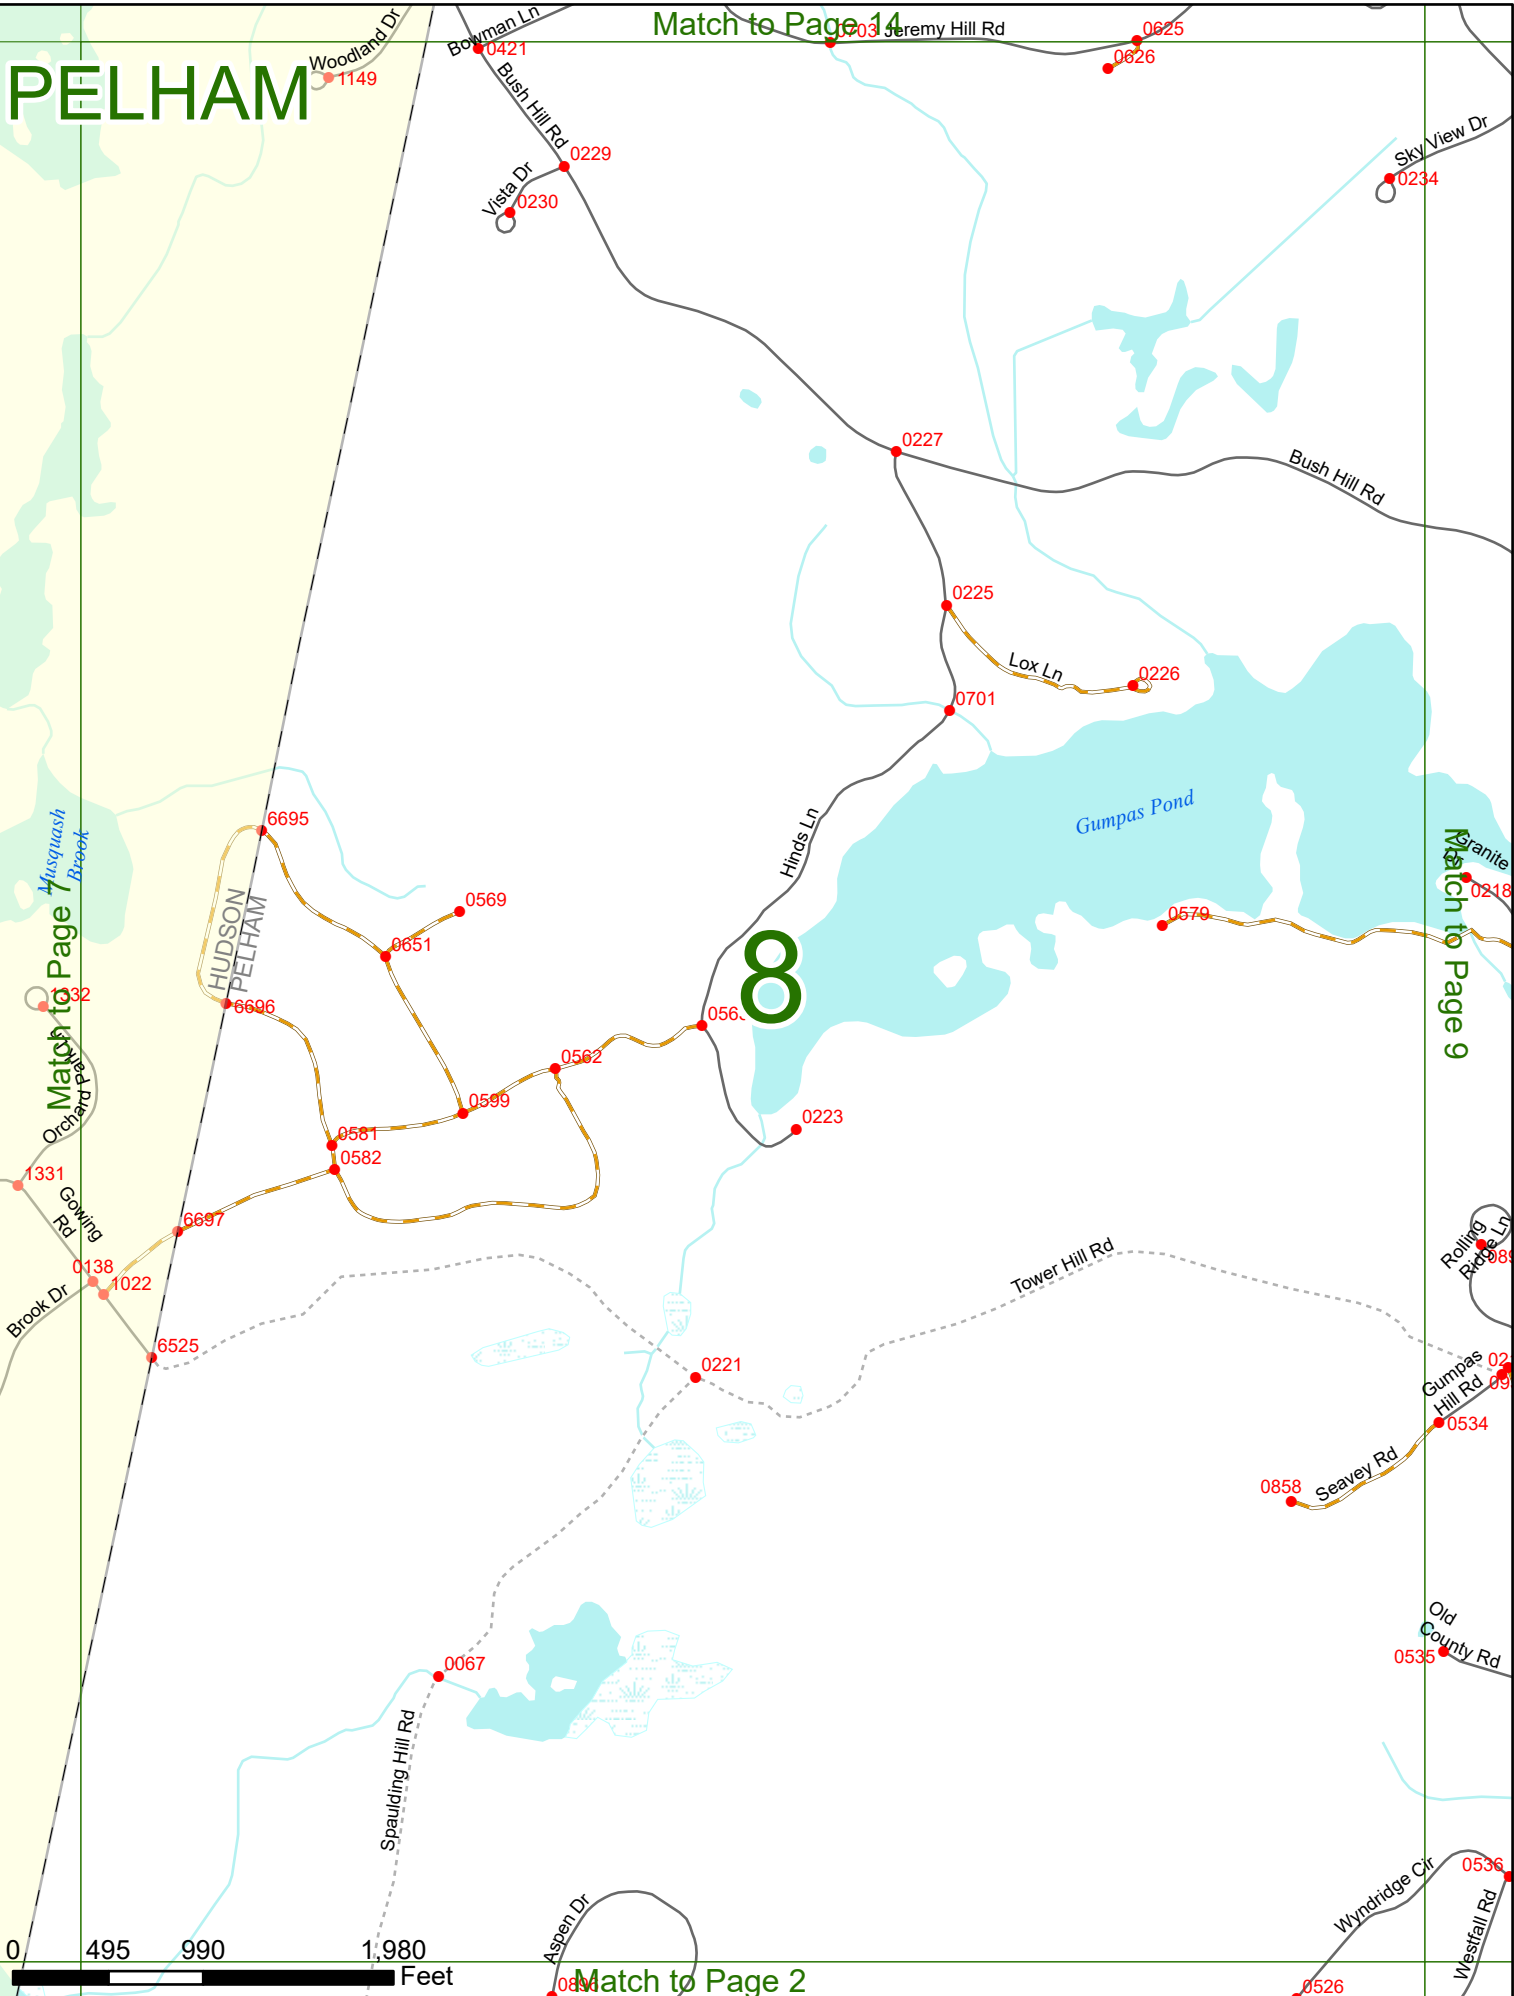 Match to Page 14
Woodland Dr
Bowman Ln
0421
0703
Jeremy Hill Rd
0625
0626
PELHAM
1149
Bush Hill Rd
0229
Vista Dr
0230
Sky View Dr
0234
0227
Bush Hill Rd
0225
Lox Ln
0226
0701
Gumpas Pond
Hinds Ln
Musquash
Brook
6695
0569
0651
HUDSON
PELHAM
6696
Match to Page 7
1332
Orchard Park Ln
8
0562
0599
0581
0582
0223
0579
Granite
Dr
0218
Match to Page 9
1331
Gowing
Rd
6697
0138
1022
Brook Dr
6525
Tower Hill Rd
0221
Rolling
Ridge Ln
Gumpas
Hill Rd
0534
Seavey Rd
0858
Old
County Rd
0535
0067
Spaulding Hill Rd
Aspen Dr
0896
Wyndridge Cir
0536
Westfall Rd
0526
0 495 990 1,980
Feet
Match to Page 2